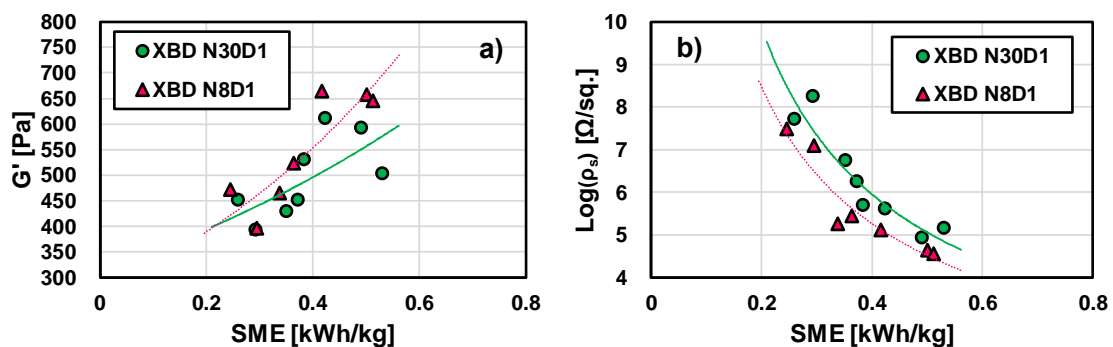 800
750
700
650
600
550
500
450
400
350
300
G' [Pa]
XBD N30D1
XBD N8D1
a)
0
0.2
0.4
0.6
0.8
SME [kWh/kg]
10
9
8
7
6
5
4
Log(ρₛ) [Ω/sq.]
b)
XBD N30D1
XBD N8D1
0
0.2
0.4
0.6
0.8
SME [kWh/kg]